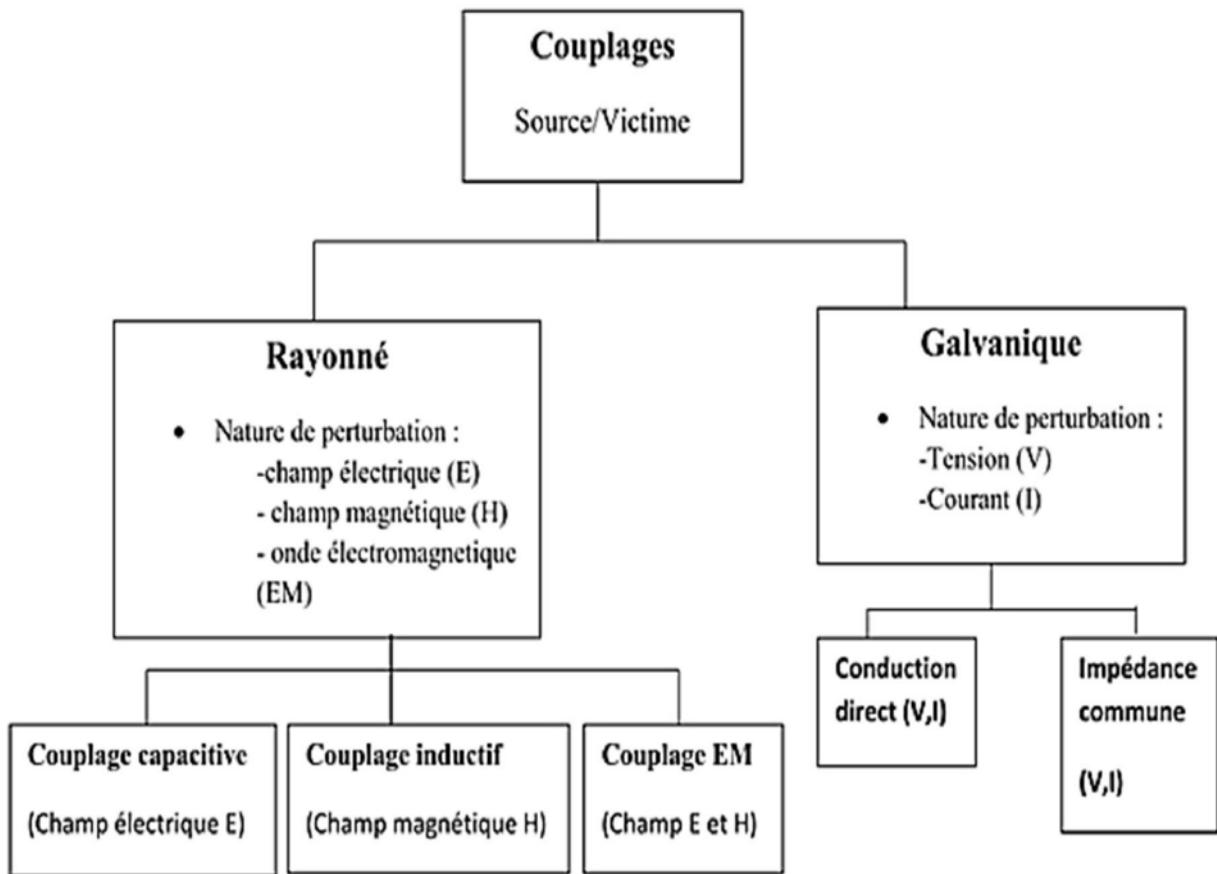 Couplages
Source/Victime
Rayonné
• Nature de perturbation :
-champ électrique (E)
- champ magnétique (H)
- onde électromagnetique
(EM)
Galvanique
• Nature de perturbation :
-Tension (V)
-Courant (I)
Couplage capacitive
(Champ électrique E)
Couplage inductif
(Champ magnétique H)
Couplage EM
(Champ E et H)
Conduction
direct (V,I)
Impédance
commune
(V,I)